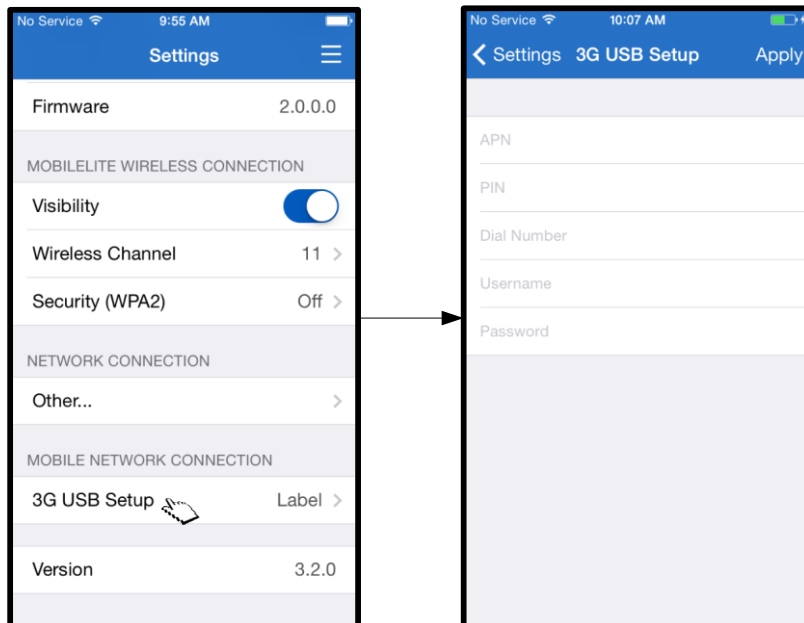 No Service 9:55 AM
Settings
Firmware 2.0.0.0
MOBILELITE WIRELESS CONNECTION
Visibility
Wireless Channel 11
Security (WPA2) Off
NETWORK CONNECTION
Other...
MOBILE NETWORK CONNECTION
3G USB Setup Label
Version 3.2.0
No Service 10:07 AM
Settings 3G USB Setup Apply
APN
PIN
Dial Number
Username
Password